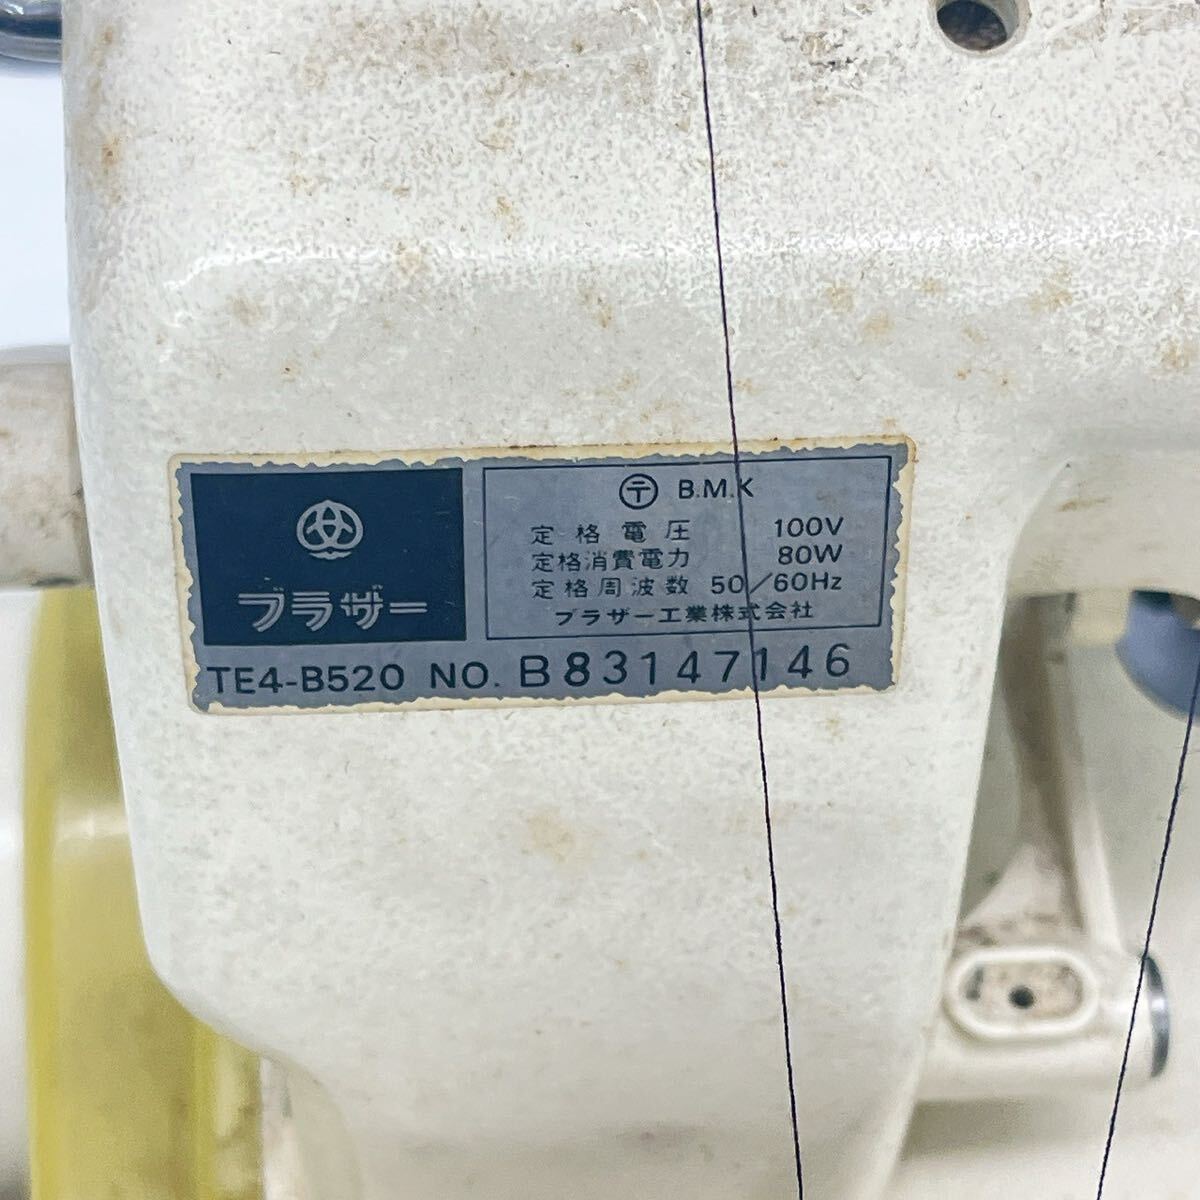 ブラザー
〒 B.M.K
定格電圧 100V
定格消費電力 80W
定格周波数 50/60Hz
ブラザー工業株式会社
TE4-B520 NO. B83147146